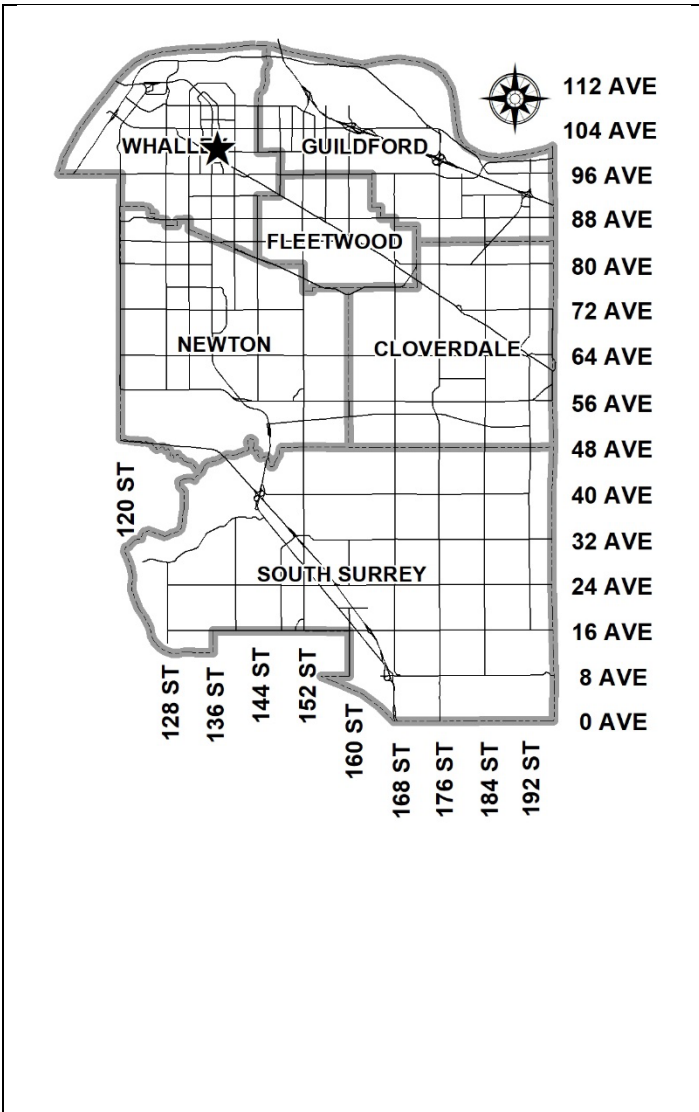 112 AVE
104 AVE
WHALLEY
GUILDFORD
96 AVE
88 AVE
FLEETWOOD
80 AVE
72 AVE
NEWTON
CLOVERDALE
64 AVE
56 AVE
48 AVE
120 ST
40 AVE
32 AVE
SOUTH SURREY
24 AVE
16 AVE
128 ST
136 ST
144 ST
152 ST
160 ST
8 AVE
0 AVE
168 ST
176 ST
184 ST
192 ST